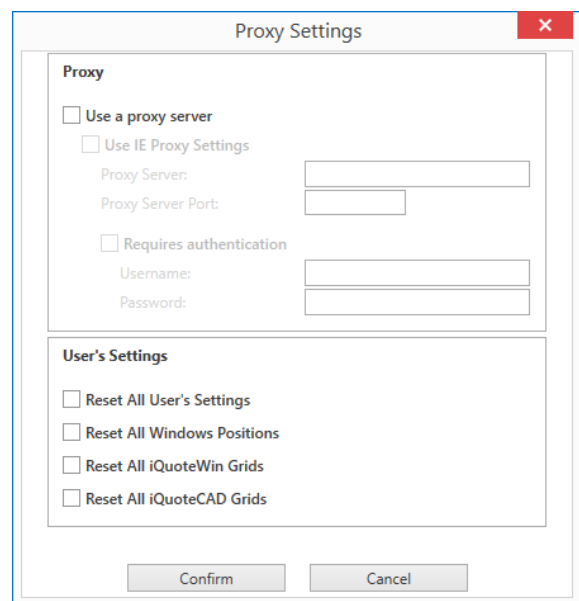 Proxy Settings
Proxy
Use a proxy server
Use IE Proxy Settings
Proxy Server:
Proxy Server Port:
Requires authentication
Username:
Password:
User's Settings
Reset All User's Settings
Reset All Windows Positions
Reset All iQuoteWin Grids
Reset All iQuoteCAD Grids
Confirm Cancel